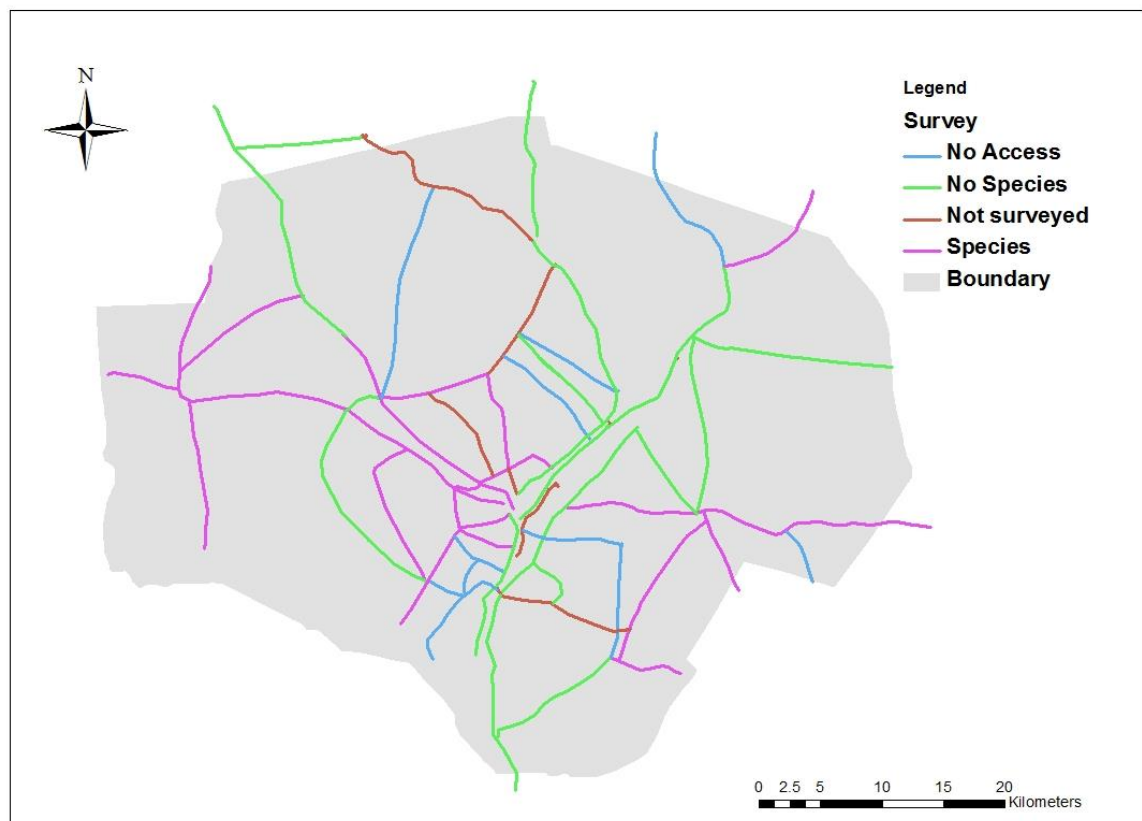 N
Legend
Survey
No Access
No Species
Not surveyed
Species
Boundary
0 2.5 5 10 15 20
Kilometers